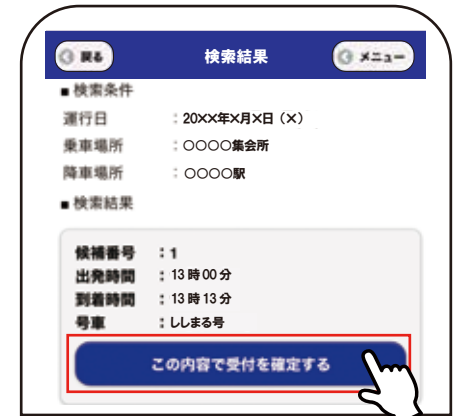 戻る 検索結果 メニュー
■検索条件
運行日 : 20××年×月×日（×）
乗車場所 : ○○○○集会所
降車場所 : ○○○○駅
■検索結果
候補番号 : 1
出発時間 : 13時00分
到着時間 : 13時13分
号車 : ししまる号
この内容で受付を確定する